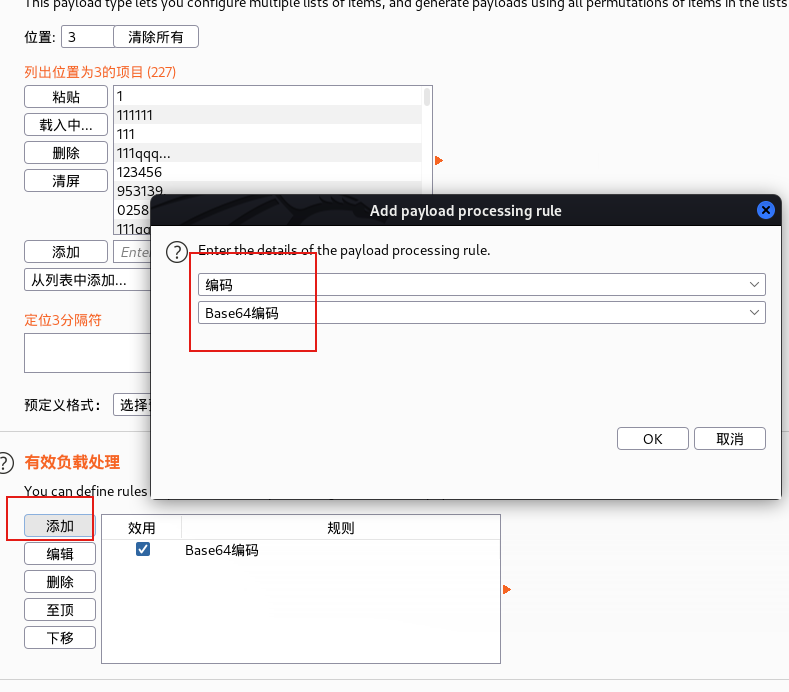 This payload type lets you configure multiple lists of items, and generate payloads using all permutations of items in the lists
位置: 3 清除所有
列出位置为3的项目 (227)
粘贴
载入中...
删除
清屏
1
111111
111
111qqq...
123456
953139
0258
添加
从列表中添加...
定位3分隔符
预定义格式: 选择
Add payload processing rule
? Enter the details of the payload processing rule.
编码
Base64编码
OK 取消
? 有效负载处理
You can define rules
添加
编辑
删除
至顶
下移
效用 规则
Base64编码